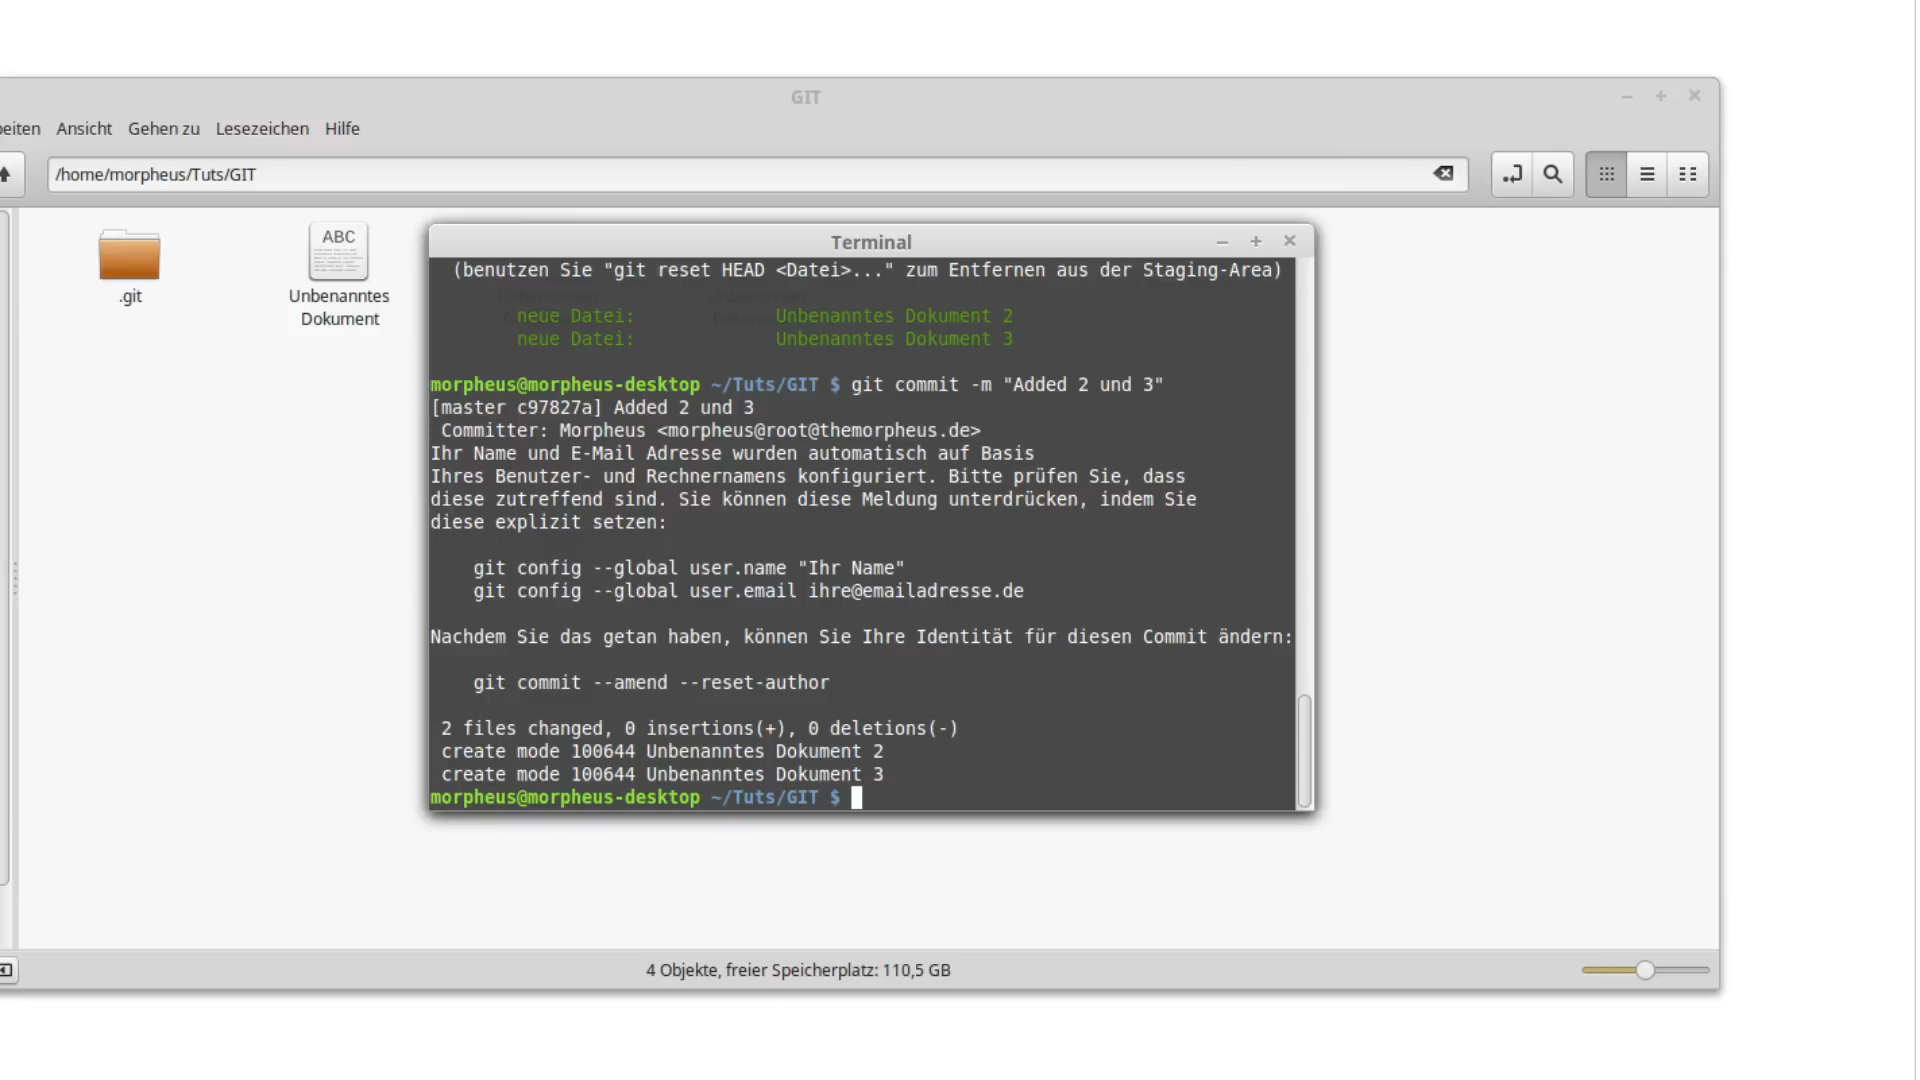 GIT
beiten Ansicht Gehen zu Lesezeichen Hilfe
/home/morpheus/Tuts/GIT
.git
ABC
Unbenanntes
Dokument
Terminal
(benutzen Sie "git reset HEAD <Datei>..." zum Entfernen aus der Staging-Area)
neue Datei: Unbenanntes Dokument 2
neue Datei: Unbenanntes Dokument 3
morpheus@morpheus-desktop ~/Tuts/GIT $ git commit -m "Added 2 und 3"
[master c97827a] Added 2 und 3
Committer: Morpheus <morpheus@root@themorpheus.de>
Ihr Name und E-Mail Adresse wurden automatisch auf Basis
Ihres Benutzer- und Rechnernamens konfiguriert. Bitte prüfen Sie, dass
diese zutreffend sind. Sie können diese Meldung unterdrücken, indem Sie
diese explizit setzen:
git config --global user.name "Ihr Name"
git config --global user.email ihre@emailadresse.de
Nachdem Sie das getan haben, können Sie Ihre Identität für diesen Commit ändern:
git commit --amend --reset-author
2 files changed, 0 insertions(+), 0 deletions(-)
create mode 100644 Unbenanntes Dokument 2
create mode 100644 Unbenanntes Dokument 3
morpheus@morpheus-desktop ~/Tuts/GIT $
4 Objekte, freier Speicherplatz: 110,5 GB